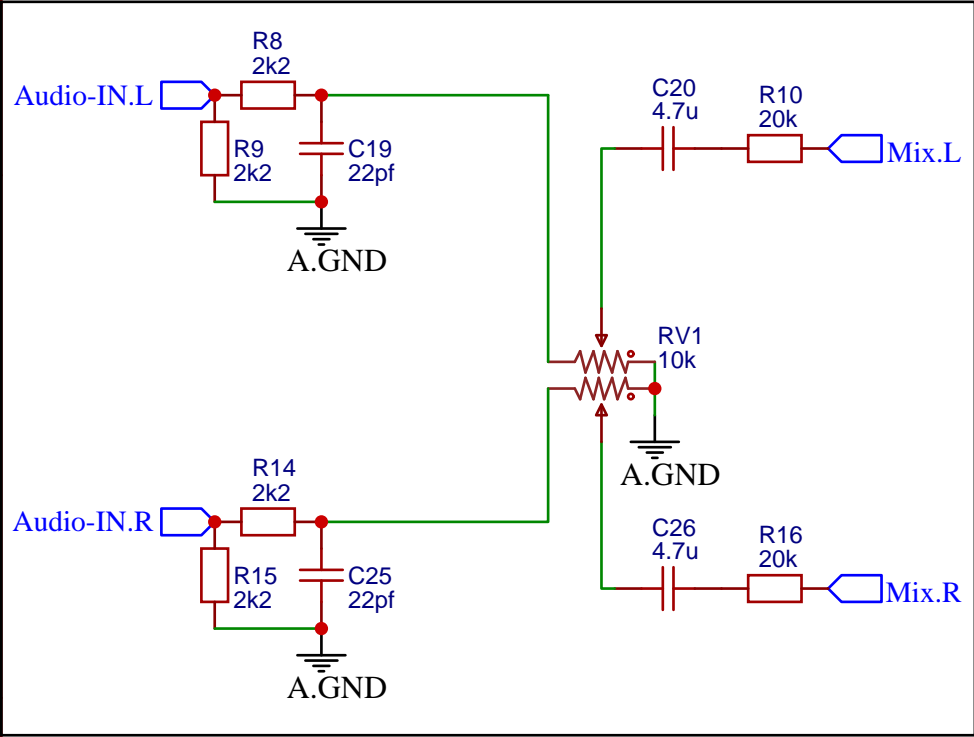 R8
2k2
Audio-IN.L
R9
2k2
C19
22pf
A.GND
C20
4.7u
R10
20k
Mix.L
RV1
10k
A.GND
R14
2k2
Audio-IN.R
R15
2k2
C25
22pf
A.GND
C26
4.7u
R16
20k
Mix.R